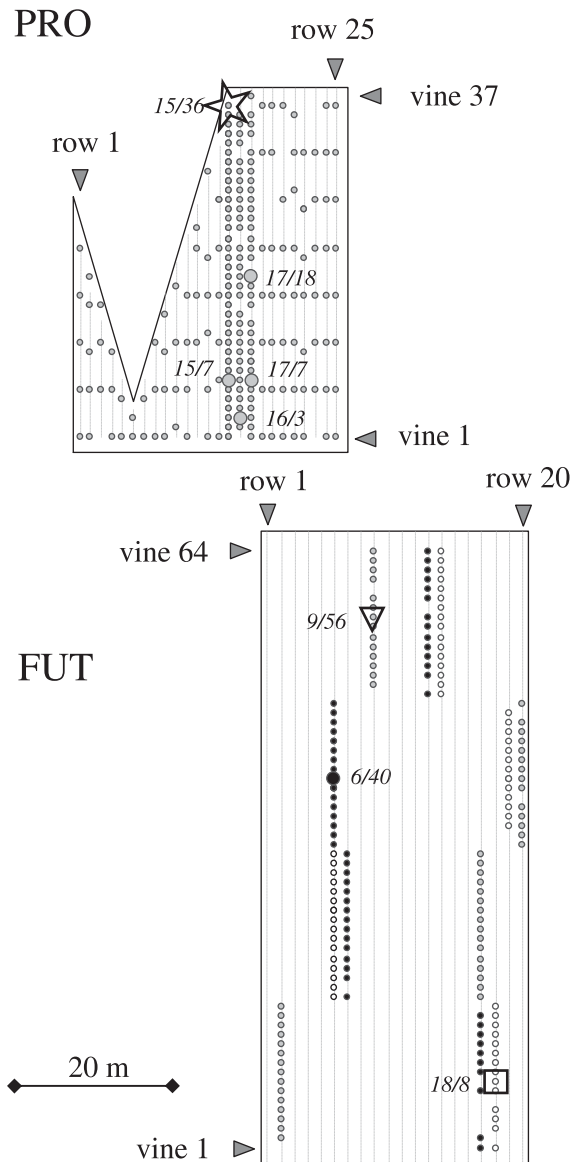 PRO
row 25
15/36
vine 37
row 1
17/18
15/7
17/7
16/3
vine 1
row 1
row 20
vine 64
9/56
FUT
6/40
20 m
18/8
vine 1